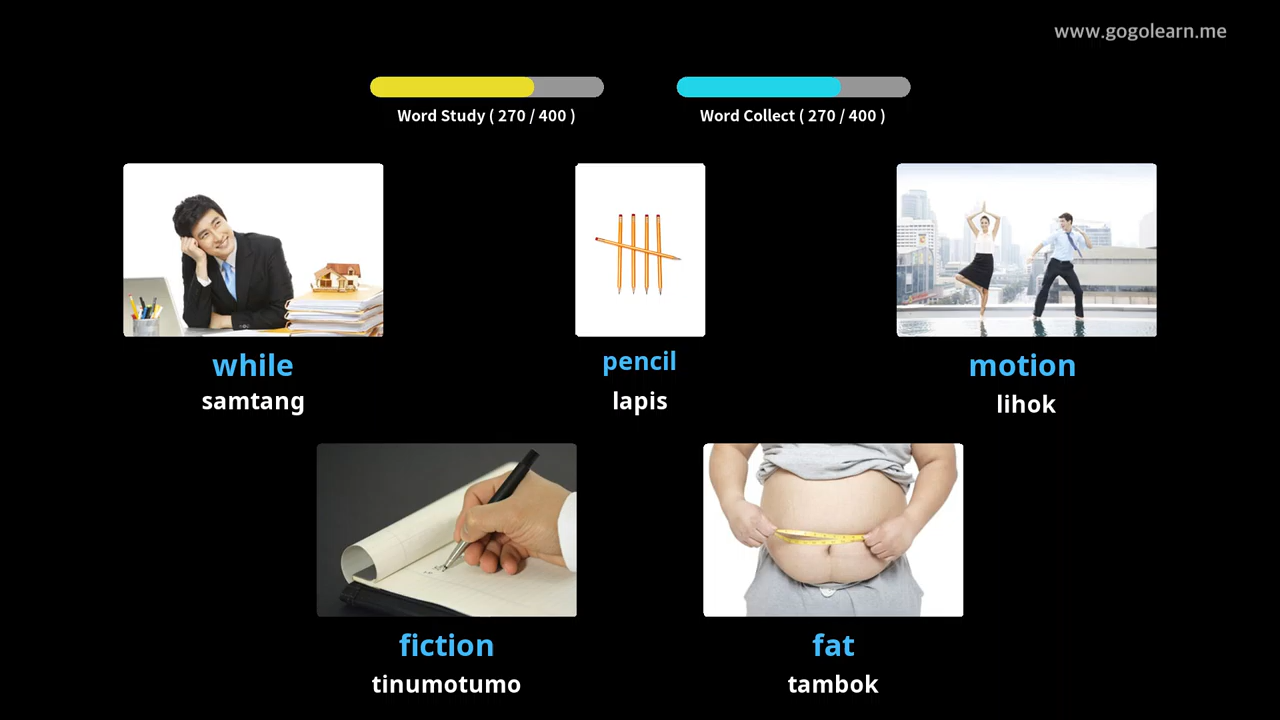 www.gogolearn.me
Word Study ( 270 / 400 )
Word Collect ( 270 / 400 )
while
samtang
pencil
lapis
motion
lihok
fiction
tinumotumo
fat
tambok